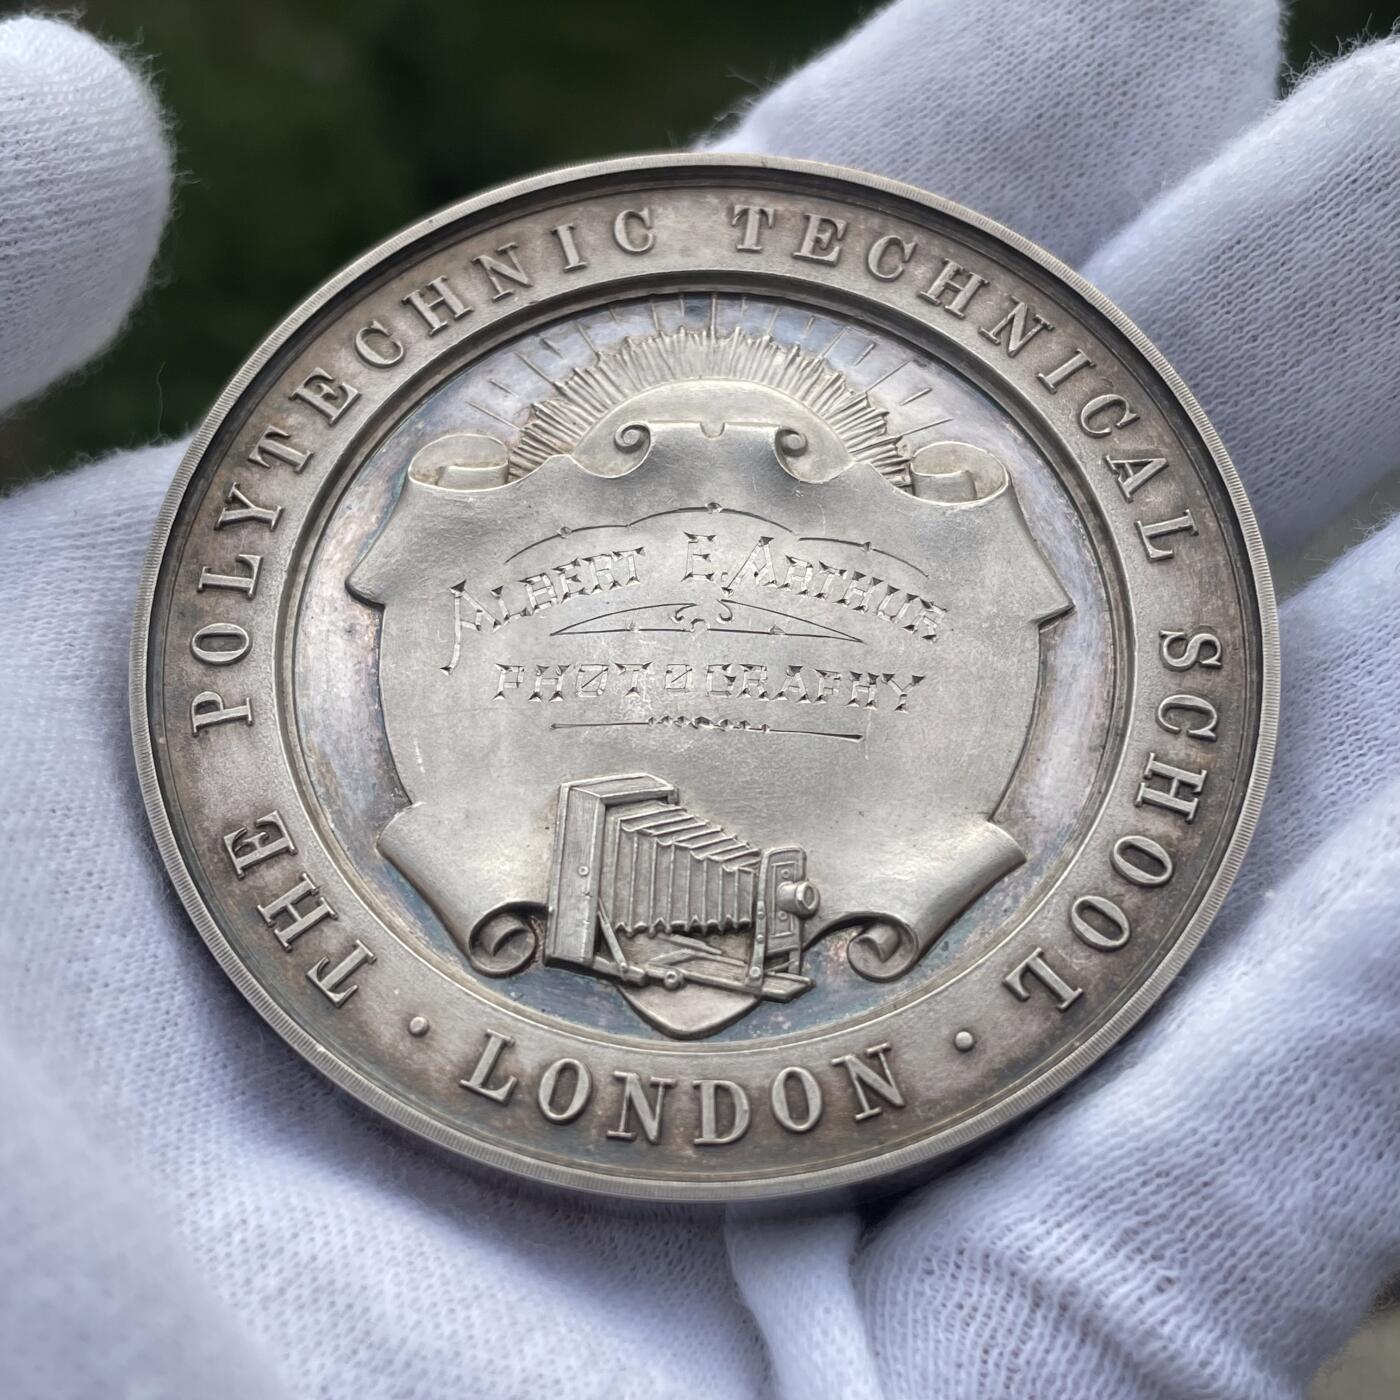 THE POLYTECHNIC TECHNICAL SCHOOL
· LONDON ·
ALBERT E. ARTHUR
PHOTOGRAPHY